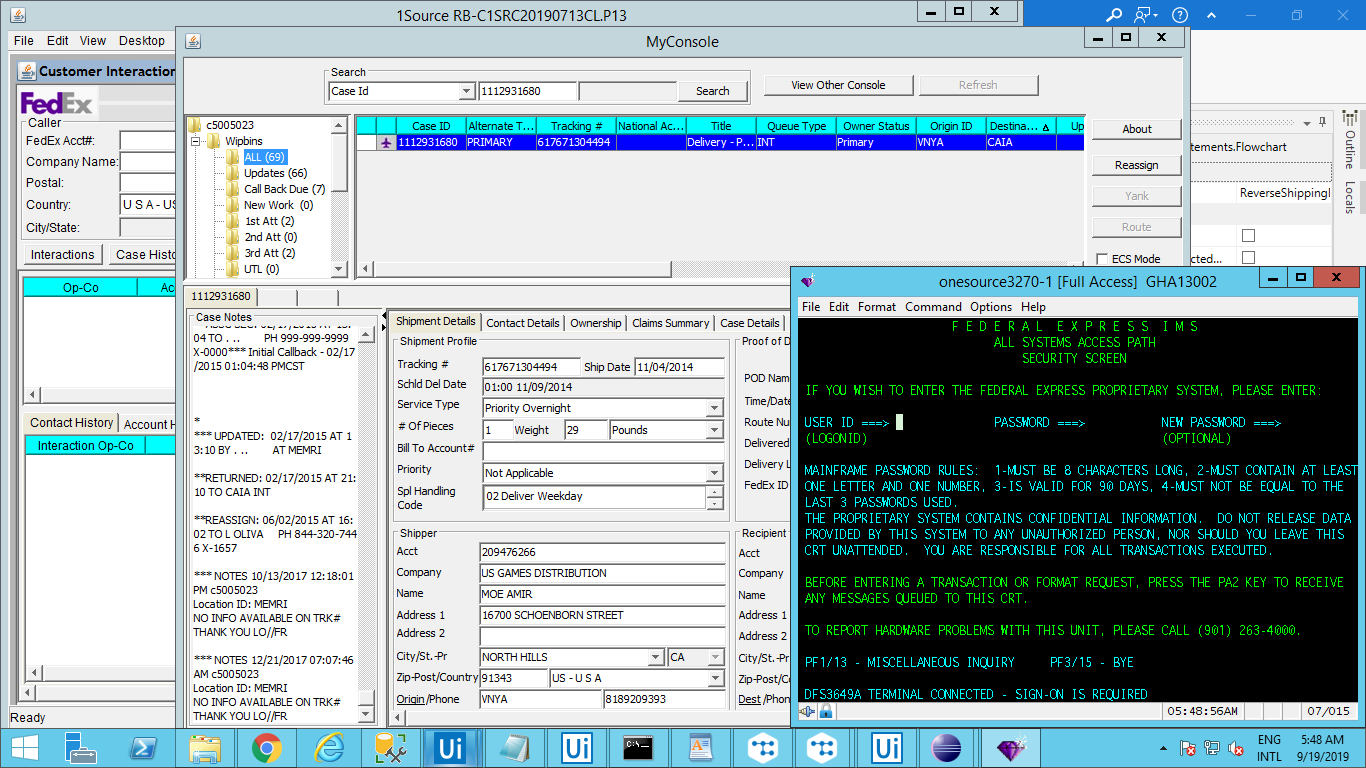 1Source RB-C1SRC20190713CL.P13
File Edit View Desktop
Customer Interaction
FedEx
Caller
FedEx Acct#:
Company Name:
Postal:
Country: U S A - US
City/State:
Interactions Case Histo
Op-Co Ac
Contact History Account H
Interaction Op-Co
Ready
MyConsole
Search
Case Id 1112931680 Search View Other Console Refresh
c5005023
Wipbins
ALL (69)
Updates (66)
Call Back Due (7)
New Work (0)
1st Att (2)
2nd Att (0)
3rd Att (2)
UTL (0)
Case ID Alternate T... Tracking # National Ac... Title Queue Type Owner Status Origin ID Destina... Up
1112931680 PRIMARY 617671304494 Delivery - P... INT Primary VNYA CAIA
About
Reassign
Yank
Route
ECS Mode
1112931680
Case Notes
04 TO . .. PH 999-999-9999
X-0000*** Initial Callback - 02/17
/2015 01:04:48 PMCST
*
*** UPDATED: 02/17/2015 AT 1
3:10 BY . .. AT MEMRI
**RETURNED: 02/17/2015 AT 21:
10 TO CAIA INT
**REASSIGN: 06/02/2015 AT 16:
02 TO L OLIVA PH 844-320-744
6 X-1657
*** NOTES 10/13/2017 12:18:01
PM c5005023
Location ID: MEMRI
NO INFO AVAILABLE ON TRK#
THANK YOU LO//FR
*** NOTES 12/21/2017 07:07:46
AM c5005023
Location ID: MEMRI
NO INFO AVAILABLE ON TRK#
THANK YOU LO//FR
Shipment Details Contact Details Ownership Claims Summary Case Details
Shipment Profile
Tracking # 617671304494 Ship Date 11/04/2014
Schld Del Date 01:00 11/09/2014
Service Type Priority Overnight
# Of Pieces 1 Weight 29 Pounds
Bill To Account#
Priority Not Applicable
Spl Handling Code 02 Deliver Weekday
Shipper
Acct 209476266
Company US GAMES DISTRIBUTION
Name MOE AMIR
Address 1 16700 SCHOENBORN STREET
Address 2
City/St.-Pr NORTH HILLS CA
Zip-Post/Country 91343 US - U S A
Origin/Phone VNYA 8189209393
Proof of D
POD Nam
Time/Date
Route Nu
Delivered
Delivery L
FedEx ID
Recipient
Acct
Company
Name
Address 1
Address 2
City/St.-Pr
Zip-Post/C
Dest /Phon
tements.Flowchart
ReverseShippingI
cted...
Outline
Locals
onesource3270-1 [Full Access] GHA13002
File Edit Format Command Options Help
F E D E R A L E X P R E S S I M S
ALL SYSTEMS ACCESS PATH
SECURITY SCREEN
IF YOU WISH TO ENTER THE FEDERAL EXPRESS PROPRIETARY SYSTEM, PLEASE ENTER:
USER ID ===> PASSWORD ===> NEW PASSWORD ===>
(LOGONID) (OPTIONAL)
MAINFRAME PASSWORD RULES: 1-MUST BE 8 CHARACTERS LONG, 2-MUST CONTAIN AT LEAST
ONE LETTER AND ONE NUMBER, 3-IS VALID FOR 90 DAYS, 4-MUST NOT BE EQUAL TO THE
LAST 3 PASSWORDS USED.
THE PROPRIETARY SYSTEM CONTAINS CONFIDENTIAL INFORMATION. DO NOT RELEASE DATA
PROVIDED BY THIS SYSTEM TO ANY UNAUTHORIZED PERSON, NOR SHOULD YOU LEAVE THIS
CRT UNATTENDED. YOU ARE RESPONSIBLE FOR ALL TRANSACTIONS EXECUTED.
BEFORE ENTERING A TRANSACTION OR FORMAT REQUEST, PRESS THE PA2 KEY TO RECEIVE
ANY MESSAGES QUEUED TO THIS CRT.
TO REPORT HARDWARE PROBLEMS WITH THIS UNIT, PLEASE CALL (901) 263-4000.
PF1/13 - MISCELLANEOUS INQUIRY PF3/15 - BYE
DFS3649A TERMINAL CONNECTED - SIGN-ON IS REQUIRED
05:48:56AM 07/015
Ui Ui Ui
ENG 5:48 AM
INTL 9/19/2019